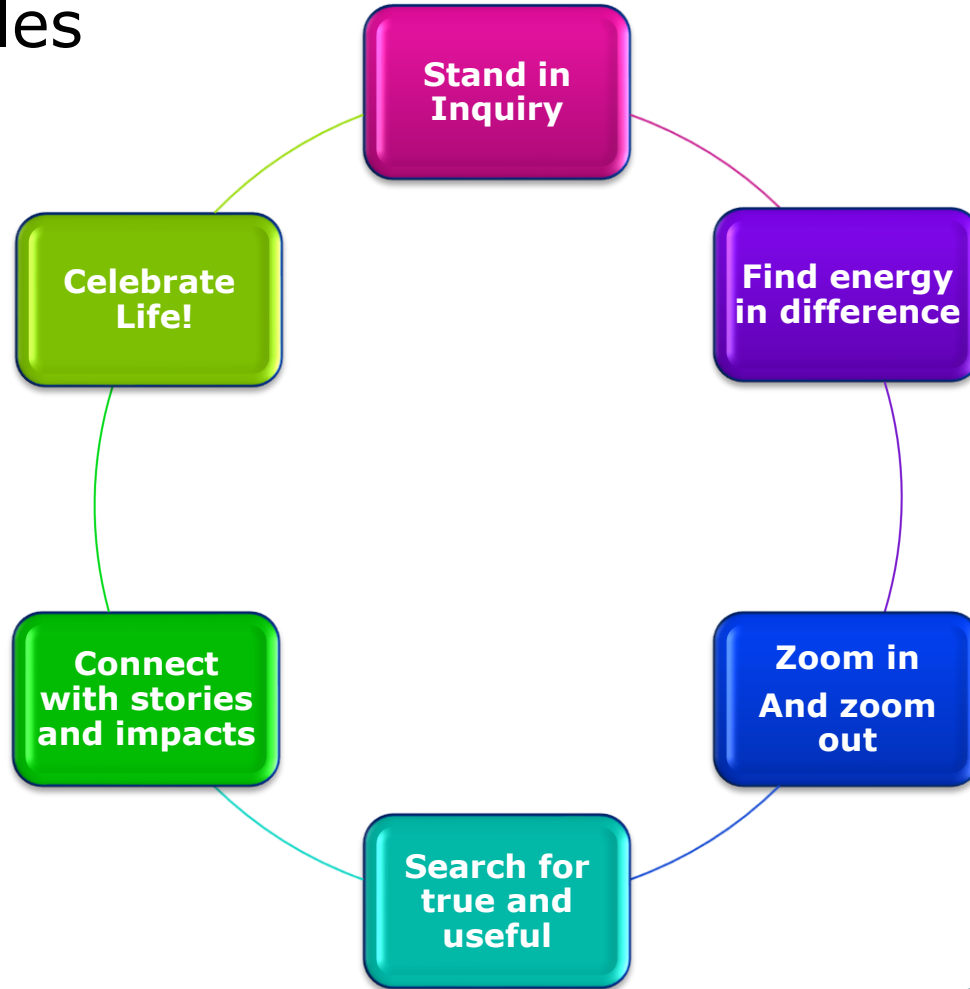 les
Stand in
Inquiry
Find energy
in difference
Zoom in
And zoom
out
Search for
true and
useful
Connect
with stories
and impacts
Celebrate
Life!